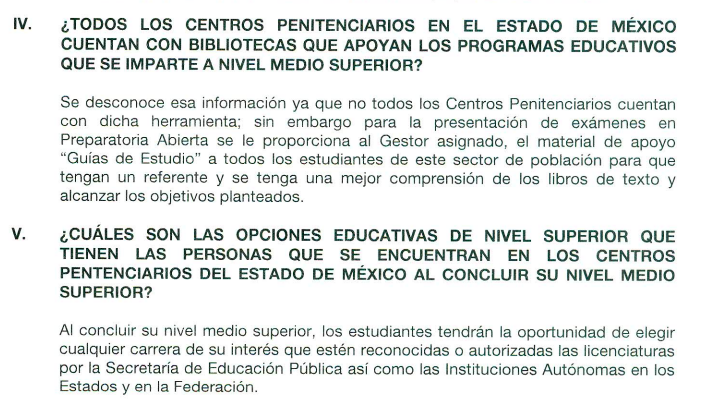 IV. ¿TODOS LOS CENTROS PENITENCIARIOS EN EL ESTADO DE MÉXICO
CUENTAN CON BIBLIOTECAS QUE APOYAN LOS PROGRAMAS EDUCATIVOS
QUE SE IMPARTE A NIVEL MEDIO SUPERIOR?
Se desconoce esa información ya que no todos los Centros Penitenciarios cuentan
con dicha herramienta; sin embargo para la presentación de exámenes en
Preparatoria Abierta se le proporciona al Gestor asignado, el material de apoyo
“Guías de Estudio” a todos los estudiantes de este sector de población para que
tengan un referente y se tenga una mejor comprensión de los libros de texto y
alcanzar los objetivos planteados.
V. ¿CUÁLES SON LAS OPCIONES EDUCATIVAS DE NIVEL SUPERIOR QUE
TIENEN LAS PERSONAS QUE SE ENCUENTRAN EN LOS CENTROS
PENTENCIARIOS DEL ESTADO DE MÉXICO AL CONCLUIR SU NIVEL MEDIO
SUPERIOR?
Al concluir su nivel medio superior, los estudiantes tendrán la oportunidad de elegir
cualquier carrera de su interés que estén reconocidas o autorizadas las licenciaturas
por la Secretaría de Educación Pública así como las Instituciones Autónomas en los
Estados y en la Federación.